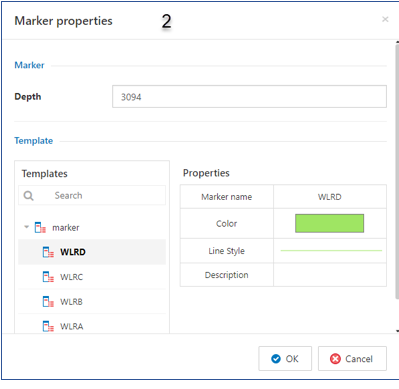 Marker properties 2 ×
Marker
Depth 3094
Template
Templates
Search
marker
WLRD
WLRC
WLRB
WLRA
Properties
Marker name WLRD
Color
Line Style
Description
OK Cancel